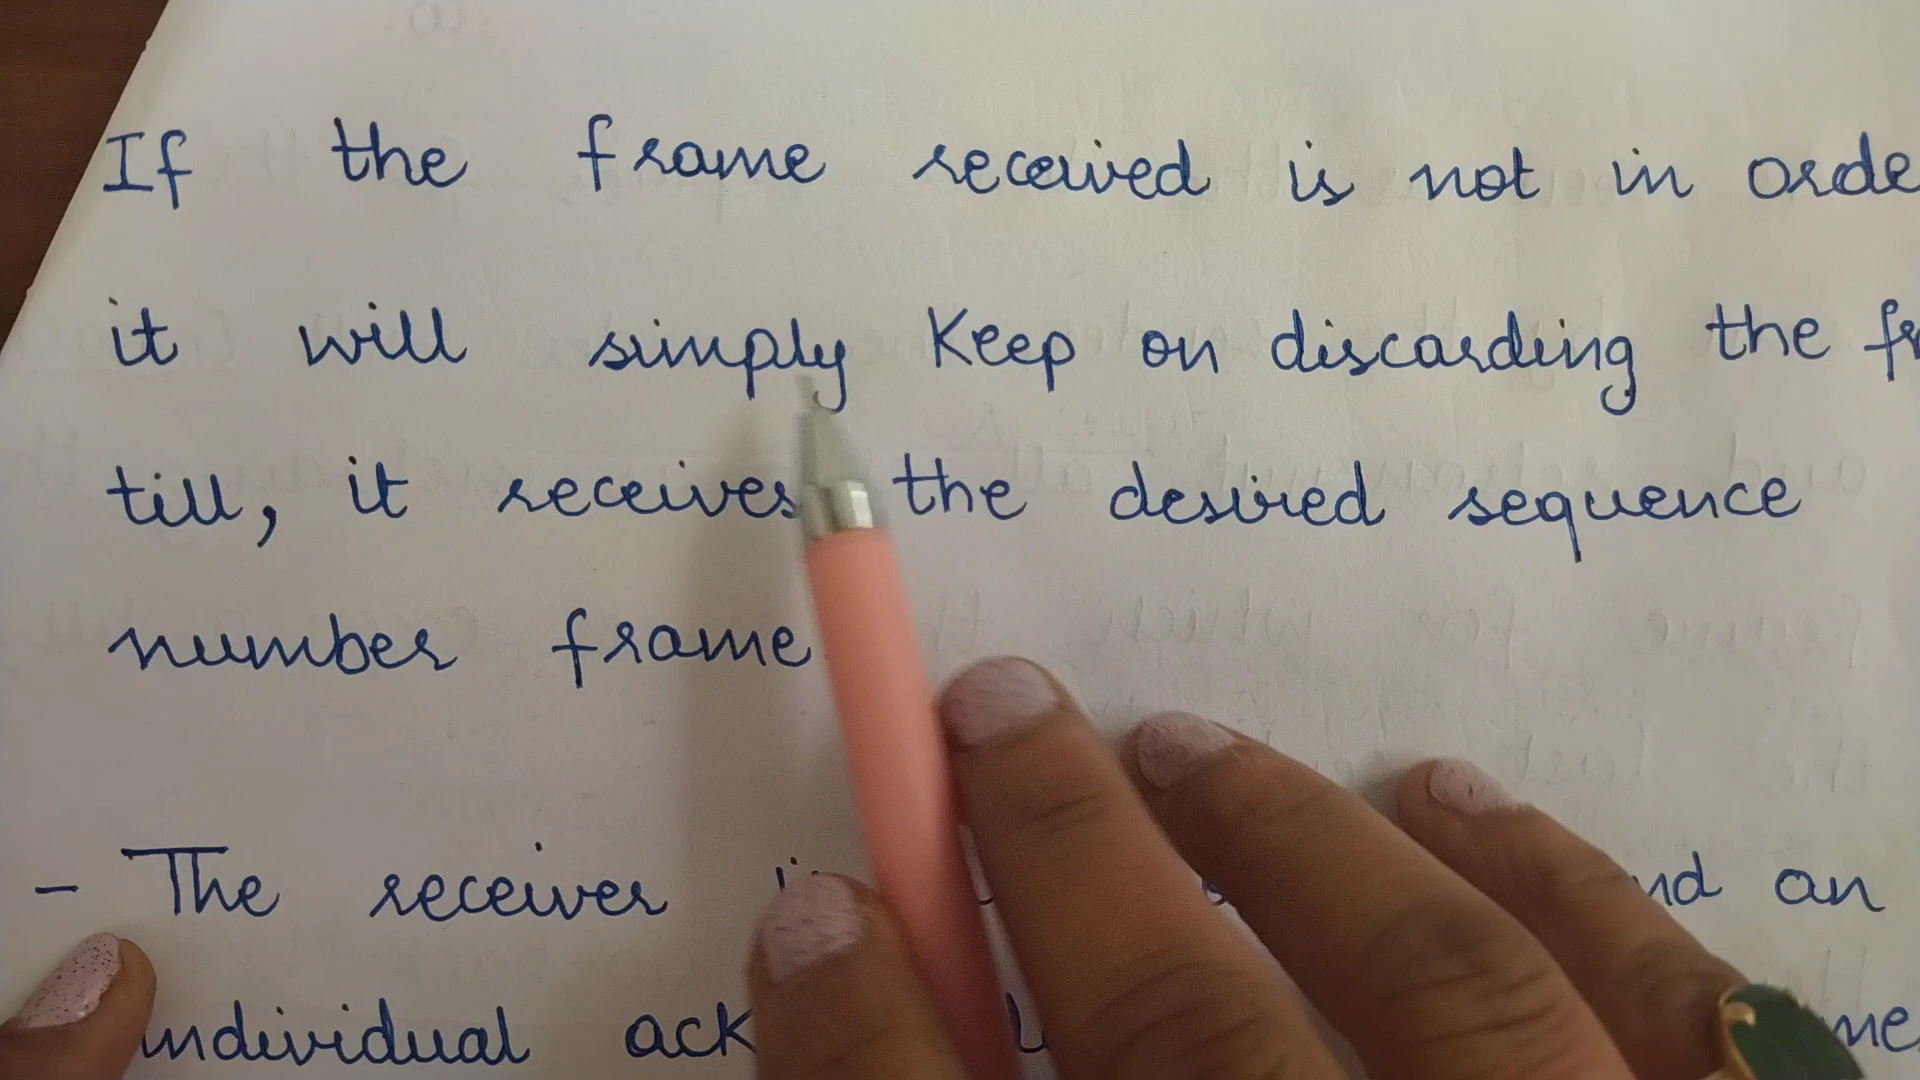 If the frame received is not in orde
it will simply Keep on discarding the fr
till, it receives the desired sequence
number frame
- The receiver nd an
individual ack me